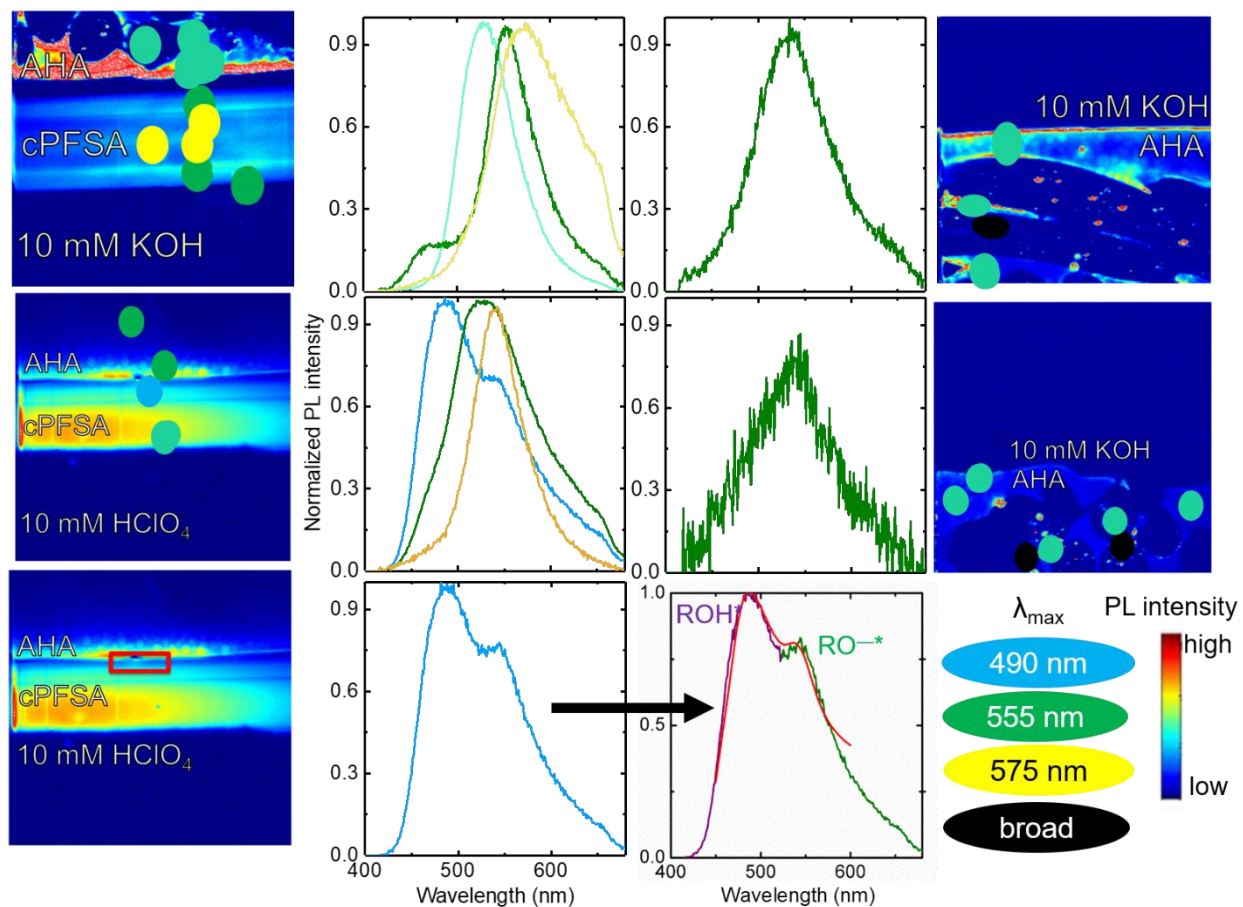 AHA
cPFSA
10 mM KOH
0.9
0.6
0.3
0.0
0.9
0.6
0.3
0.0
10 mM KOH
AHA
AHA
cPFSA
10 mM HClO₄
Normalized PL intensity
0.9
0.6
0.3
0.0
0.9
0.6
0.3
0.0
10 mM KOH
AHA
AHA
cPFSA
10 mM HClO₄
0.9
0.6
0.3
0.0
400 500 600
Wavelength (nm)
1.0
0.5
0.0
ROH*
RO—*
400 500 600
Wavelength (nm)
λmax
490 nm
555 nm
575 nm
broad
PL intensity
high
low